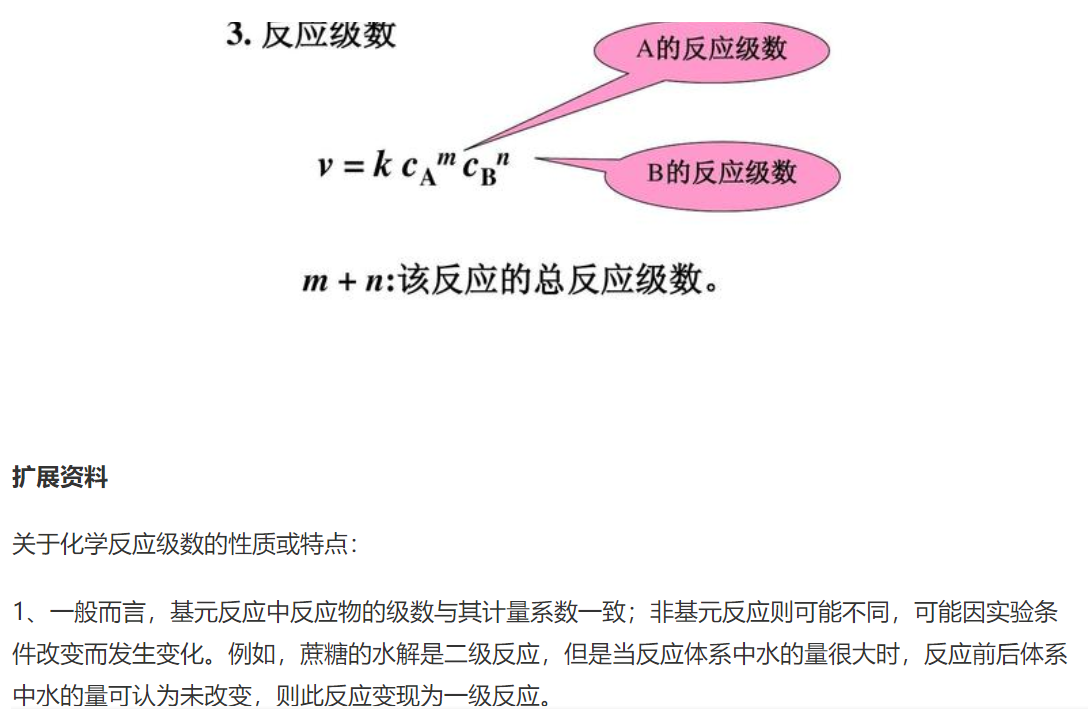 3. 反应级数
A的反应级数
v = k c_A^m c_B^n
B的反应级数
m + n:该反应的总反应级数。
扩展资料
关于化学反应级数的性质或特点：
1、一般而言，基元反应中反应物的级数与其计量系数一致；非基元反应则可能不同，可能因实验条
件改变而发生变化。例如，蔗糖的水解是二级反应，但是当反应体系中水的量很大时，反应前后体系
中水的量可认为未改变，则此反应变现为一级反应。